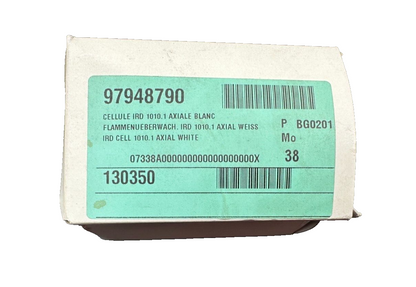 97948790
CELLULE IRD 1010.1 AXIALE BLANC
FLAMMENUEBERWACH. IRD 1010.1 AXIAL WEISS
IRD CELL 1010.1 AXIAL WHITE
P BG0201
Mo
38
07338A000000000000000000X
130350